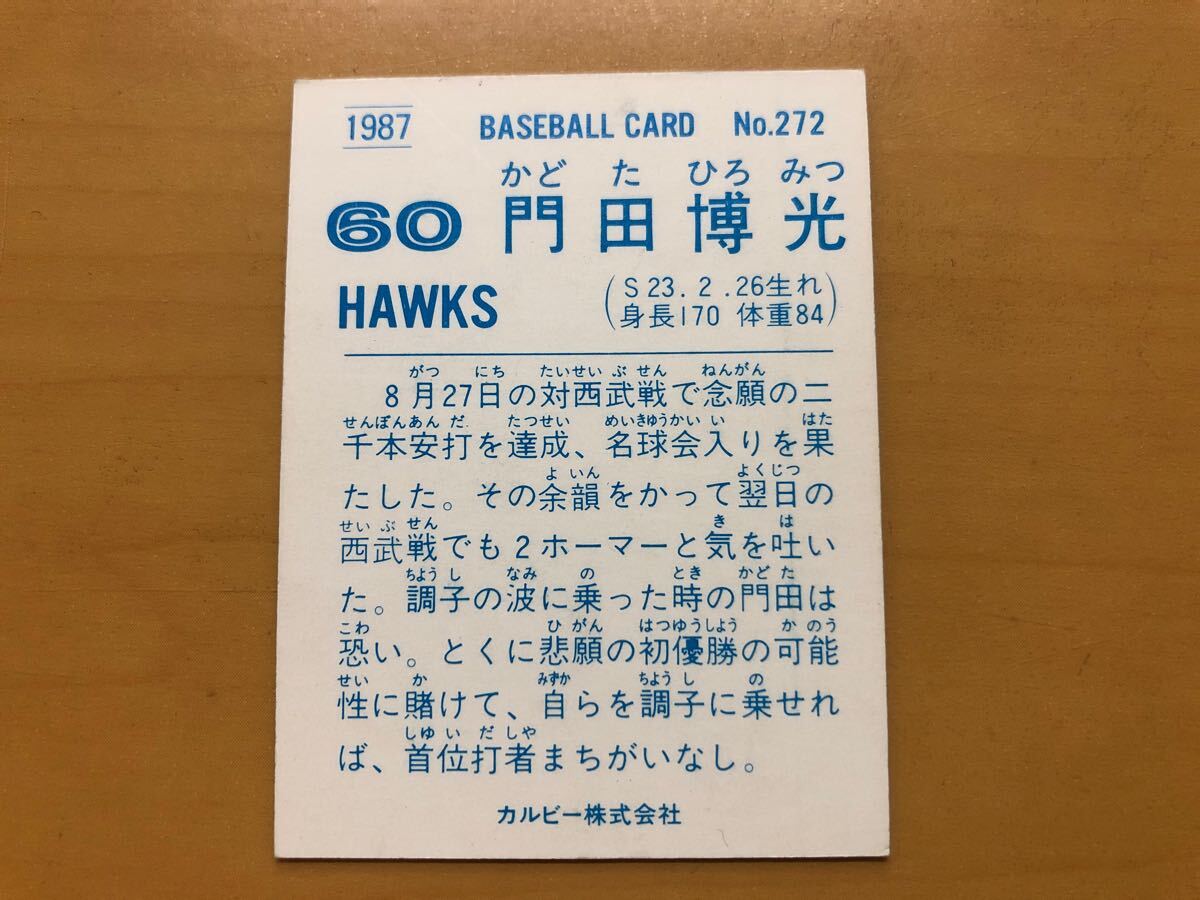 1987 BASEBALL CARD No.272
かど た ひろ みつ
60 門田博光
HAWKS
(S23.2.26生れ
身長170 体重84)
がつ にち たいせいぶせん ねんがん
8月27日の対西武戦で念願の二
せんぼんあんだ たつせい めいきゆうかいい はた
千本安打を達成、名球会入りを果
よいん よくじつ
たした。その余韻をかって翌日の
せいぶせん き は
西武戦でも2ホーマーと気を吐い
ちようし なみ の とき かどた
た。調子の波に乗った時の門田は
こわ ひがん はつゆうしよう かのう
恐い。とくに悲願の初優勝の可能
せい か みずか ちようし の
性に賭けて、自らを調子に乗せれ
しゆいだしや
ば、首位打者まちがいなし。
カルビー株式会社